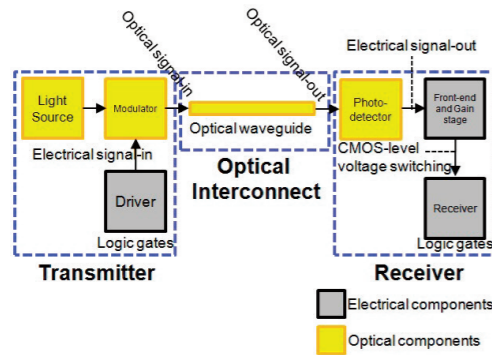 Optical signal-in
Optical signal-out
Electrical signal-out
Light
Source
Modulator
Optical waveguide
Photo-
detector
Front-end
and Gain
stage
Electrical signal-in
Optical
Interconnect
CMOS-level
voltage switching
Driver
Receiver
Logic gates
Logic gates
Transmitter
Receiver
Electrical components
Optical components